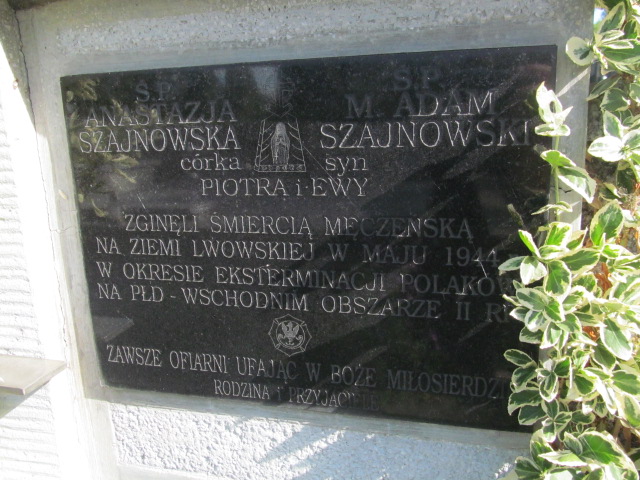 Ś.P. Ś.P.
ANASTAZJA M. ADAM
SZAJNOWSKA SZAJNOWSKI
córka syn
PIOTRA i EWY
ZGINĘLI ŚMIERCIĄ MĘCZEŃSKĄ
NA ZIEMI LWOWSKIEJ W MAJU 1944
W OKRESIE EKSTERMINACJI POLAKÓW
NA PŁD - WSCHODNIM OBSZARZE II
ZAWSZE OFIARNI UFAJĄC W BOŻE MIŁOSIERDZIE
RODZINA i PRZYJACIELE